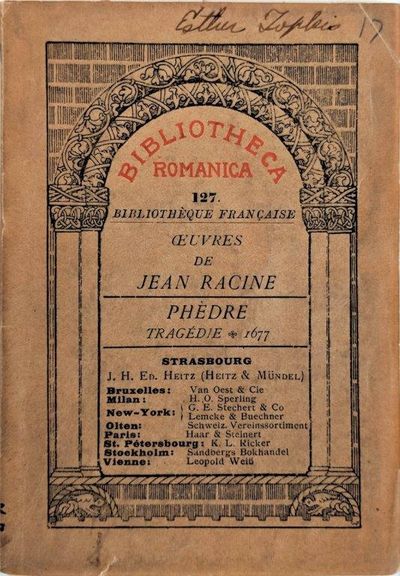 Esther
17
BIBLIOTHECA
ROMANICA
127.
BIBLIOTHÈQUE FRANÇAISE
ŒUVRES
DE
JEAN RACINE
PHÈDRE
TRAGÉDIE * 1677
STRASBOURG
J. H. ED. HEITZ (HEITZ & MÜNDEL)
Bruxelles: Van Oest & Cie
Milan: H. O. Sperling
New-York: G. E. Stechert & Co
Lemcke & Buechner
Olten: Schweiz. Vereinssortiment
Paris: Haar & Steinert
St. Pétersbourg: K. L. Ricker
Stockholm: Sandbergs Bokhandel
Vienne: Leopold Weiß